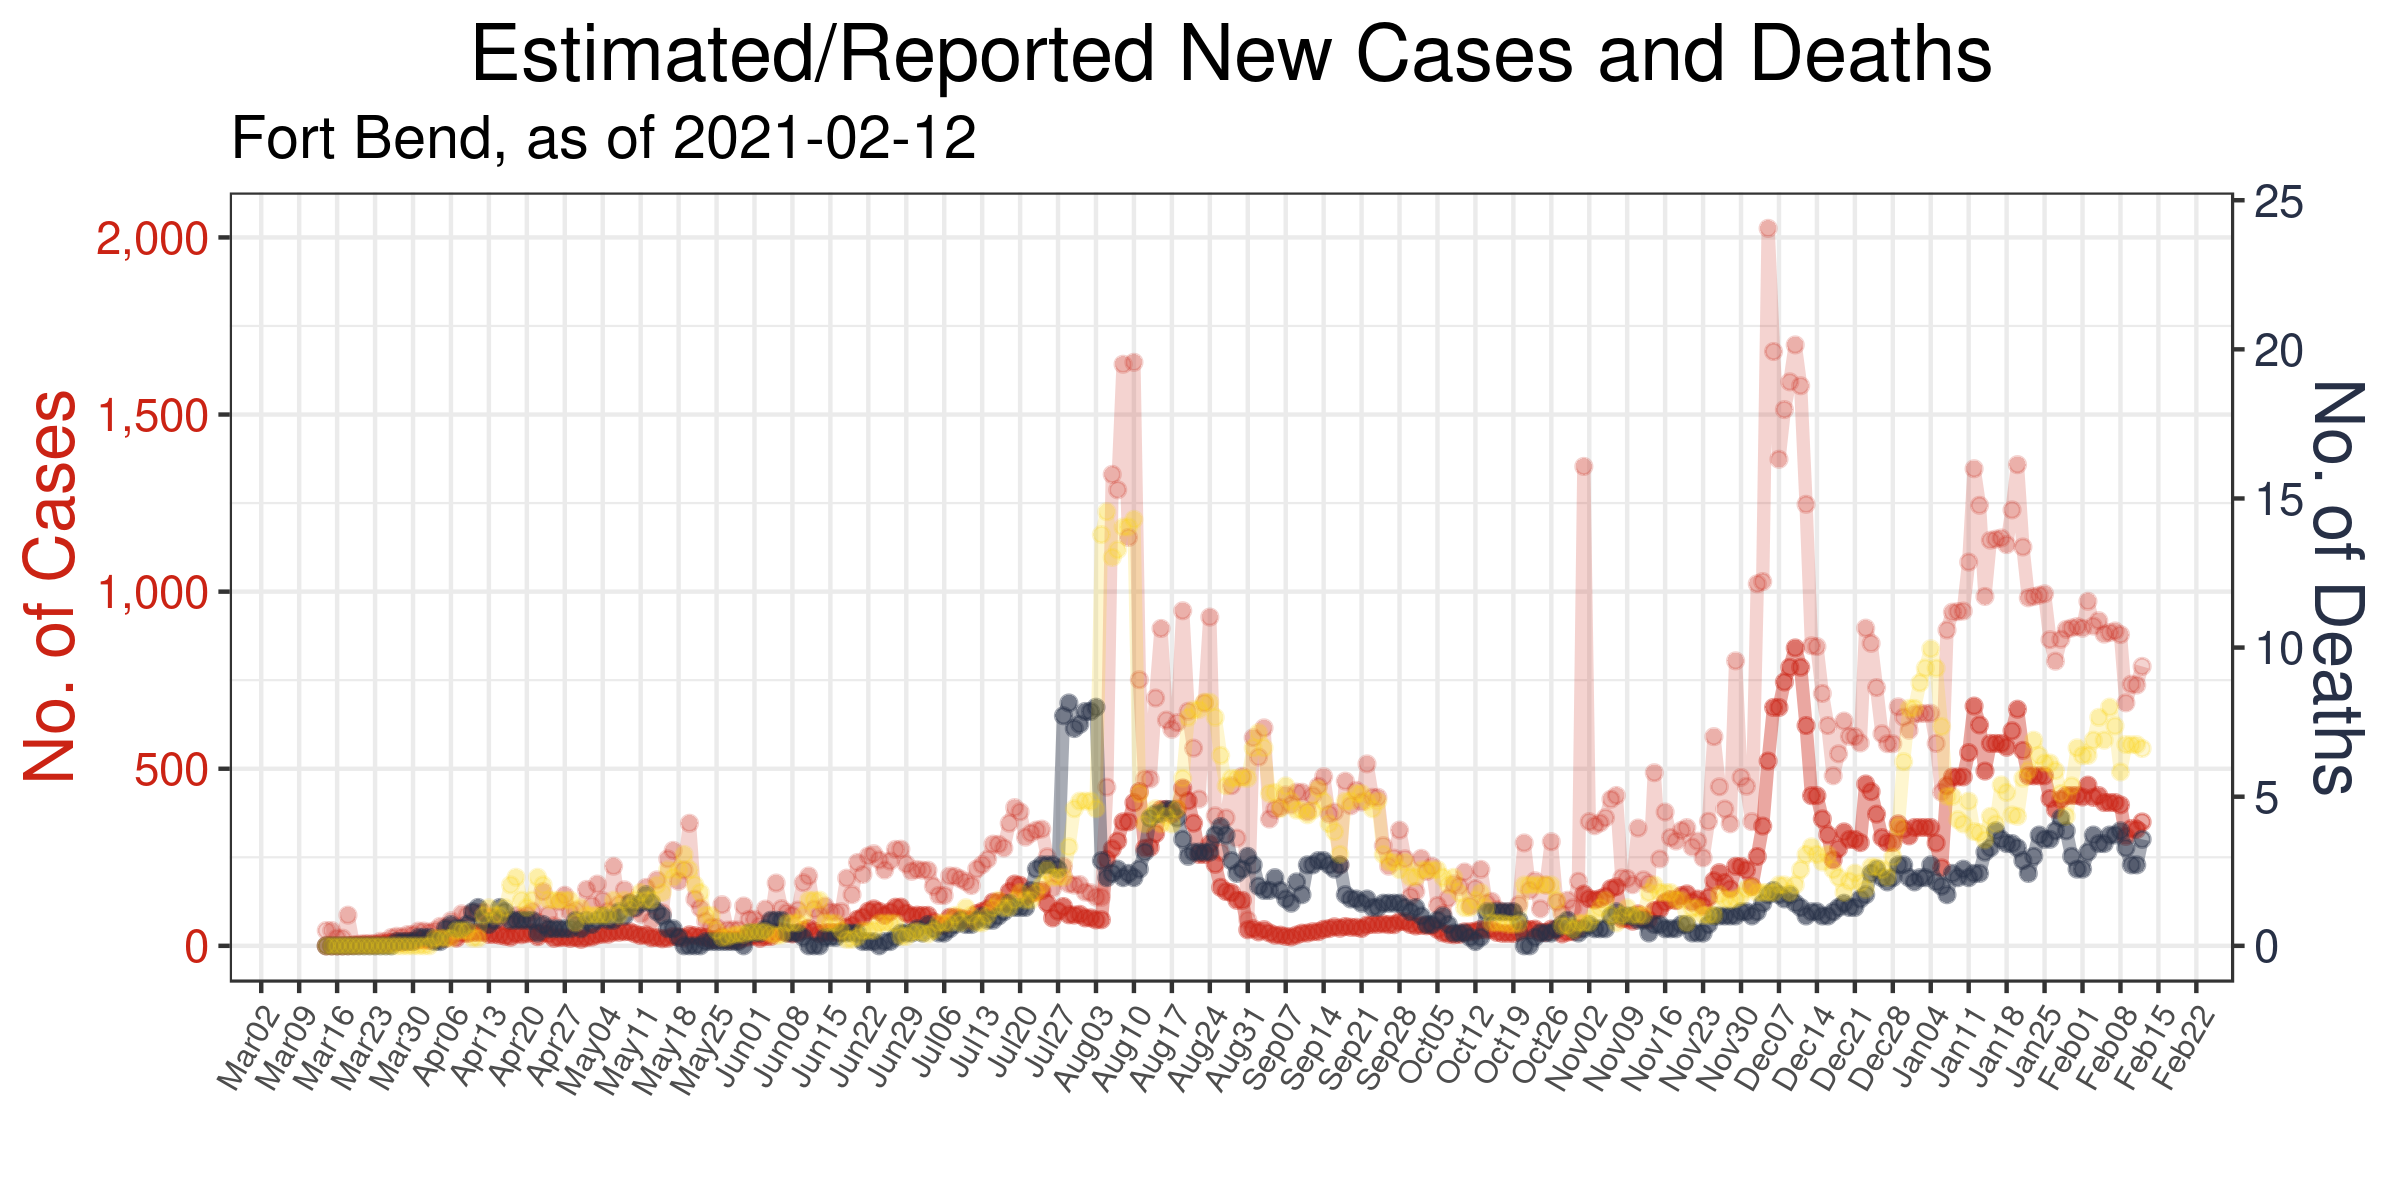 Estimated/Reported New Cases and Deaths
Fort Bend, as of 2021-02-12
No. of Cases
2,000
1,500
1,000
500
0
25
20
15
10
5
0
No. of Deaths
Mar02
Mar09
Mar16
Mar23
Mar30
Apr06
Apr13
Apr20
Apr27
May04
May11
May18
May25
Jun01
Jun08
Jun15
Jun22
Jun29
Jul06
Jul13
Jul20
Jul27
Aug03
Aug10
Aug17
Aug24
Aug31
Sep07
Sep14
Sep21
Sep28
Oct05
Oct12
Oct19
Oct26
Nov02
Nov09
Nov16
Nov23
Nov30
Dec07
Dec14
Dec21
Dec28
Jan04
Jan11
Jan18
Jan25
Feb01
Feb08
Feb15
Feb22